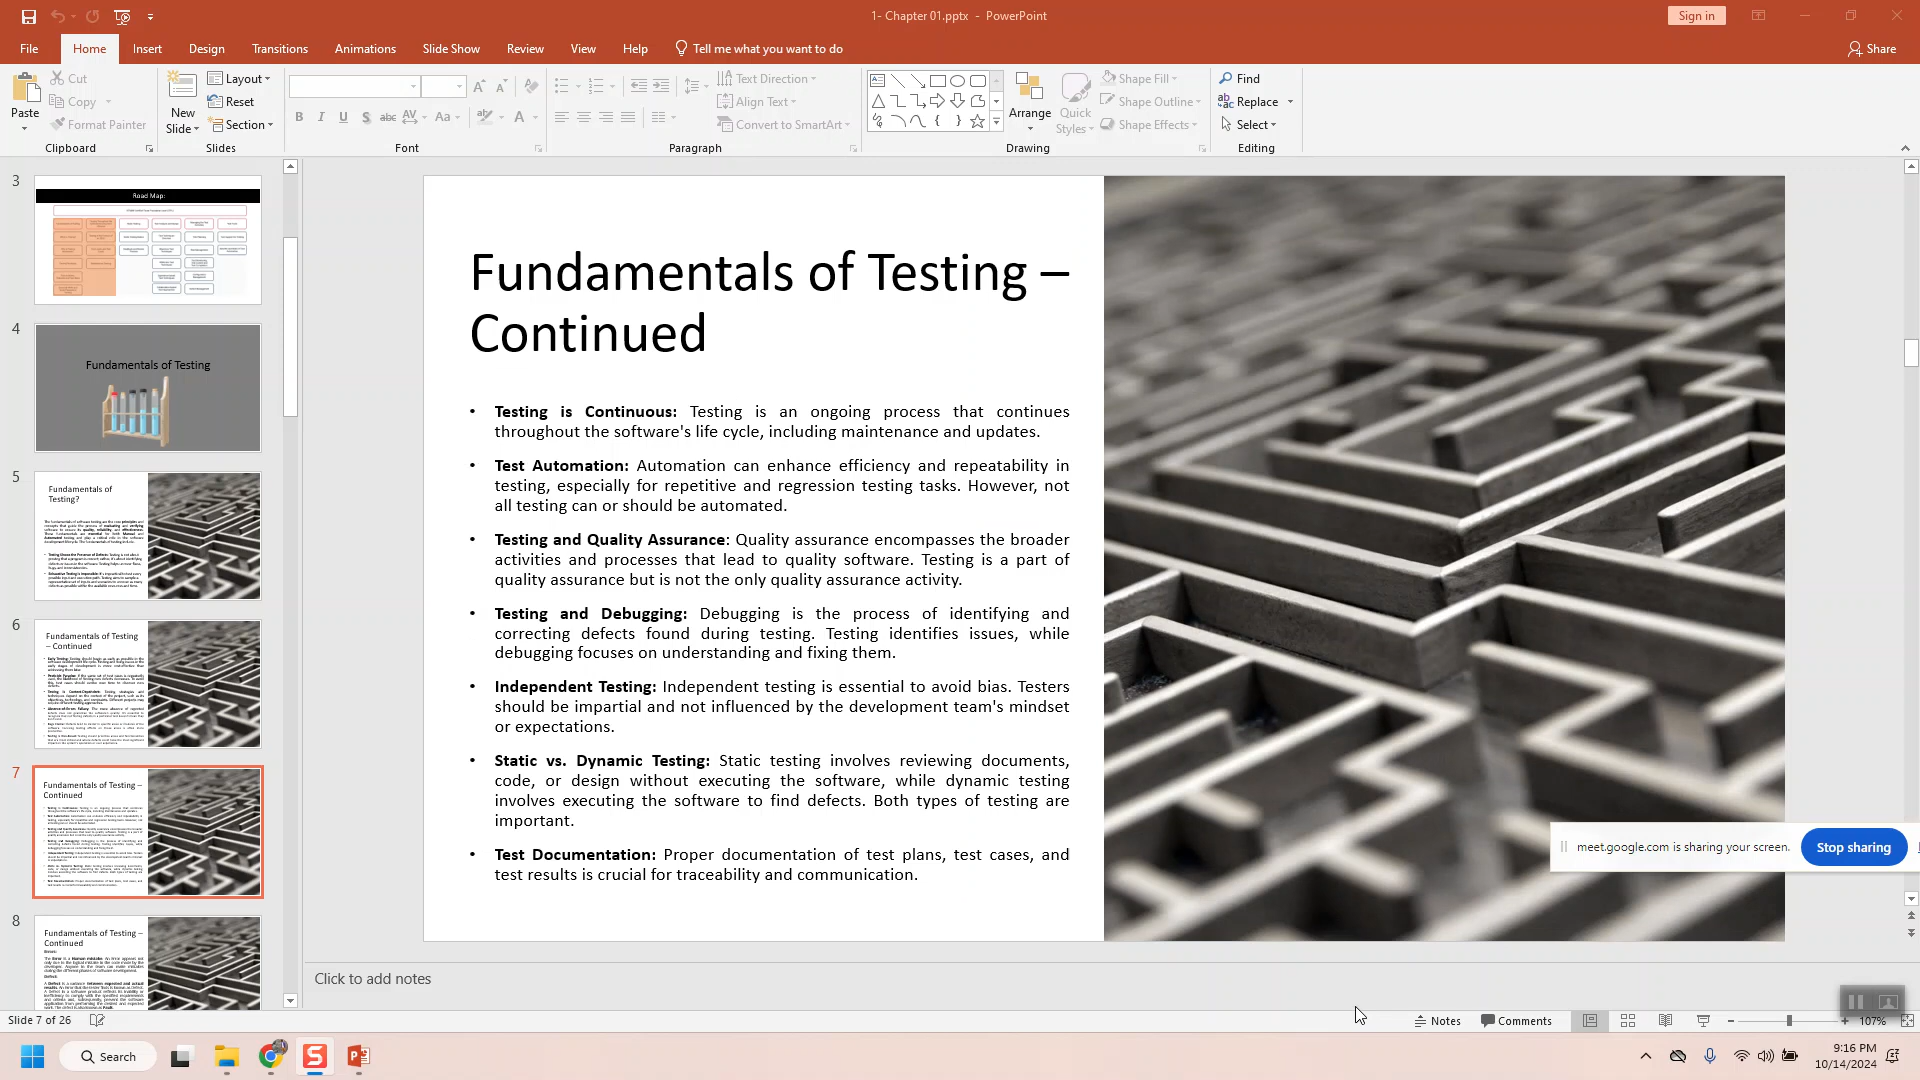 1- Chapter 01.pptx - PowerPoint
Sign in
File Home Insert Design Transitions Animations Slide Show Review View Help Tell me what you want to do
Share
Paste
Cut
Copy
Format Painter
Clipboard
New
Slide
Layout
Reset
Section
Slides
B I U S abc AV Aa A
Font
Text Direction
Align Text
Convert to SmartArt
Paragraph
Arrange
Quick
Styles
Shape Fill
Shape Outline
Shape Effects
Drawing
Find
Replace
Select
Editing
3
Road Map:
4
Fundamentals of Testing
5
Fundamentals of
Testing?
6
Fundamentals of Testing
– Continued
7
Fundamentals of Testing –
Continued
8
Fundamentals of Testing –
Continued
Fundamentals of Testing –
Continued
• Testing is Continuous: Testing is an ongoing process that continues
throughout the software's life cycle, including maintenance and updates.
• Test Automation: Automation can enhance efficiency and repeatability in
testing, especially for repetitive and regression testing tasks. However, not
all testing can or should be automated.
• Testing and Quality Assurance: Quality assurance encompasses the broader
activities and processes that lead to quality software. Testing is a part of
quality assurance but is not the only quality assurance activity.
• Testing and Debugging: Debugging is the process of identifying and
correcting defects found during testing. Testing identifies issues, while
debugging focuses on understanding and fixing them.
• Independent Testing: Independent testing is essential to avoid bias. Testers
should be impartial and not influenced by the development team's mindset
or expectations.
• Static vs. Dynamic Testing: Static testing involves reviewing documents,
code, or design without executing the software, while dynamic testing
involves executing the software to find defects. Both types of testing are
important.
• Test Documentation: Proper documentation of test plans, test cases, and
test results is crucial for traceability and communication.
meet.google.com is sharing your screen.
Stop sharing
Click to add notes
Slide 7 of 26
Notes
Comments
107%
Search
9:16 PM
10/14/2024